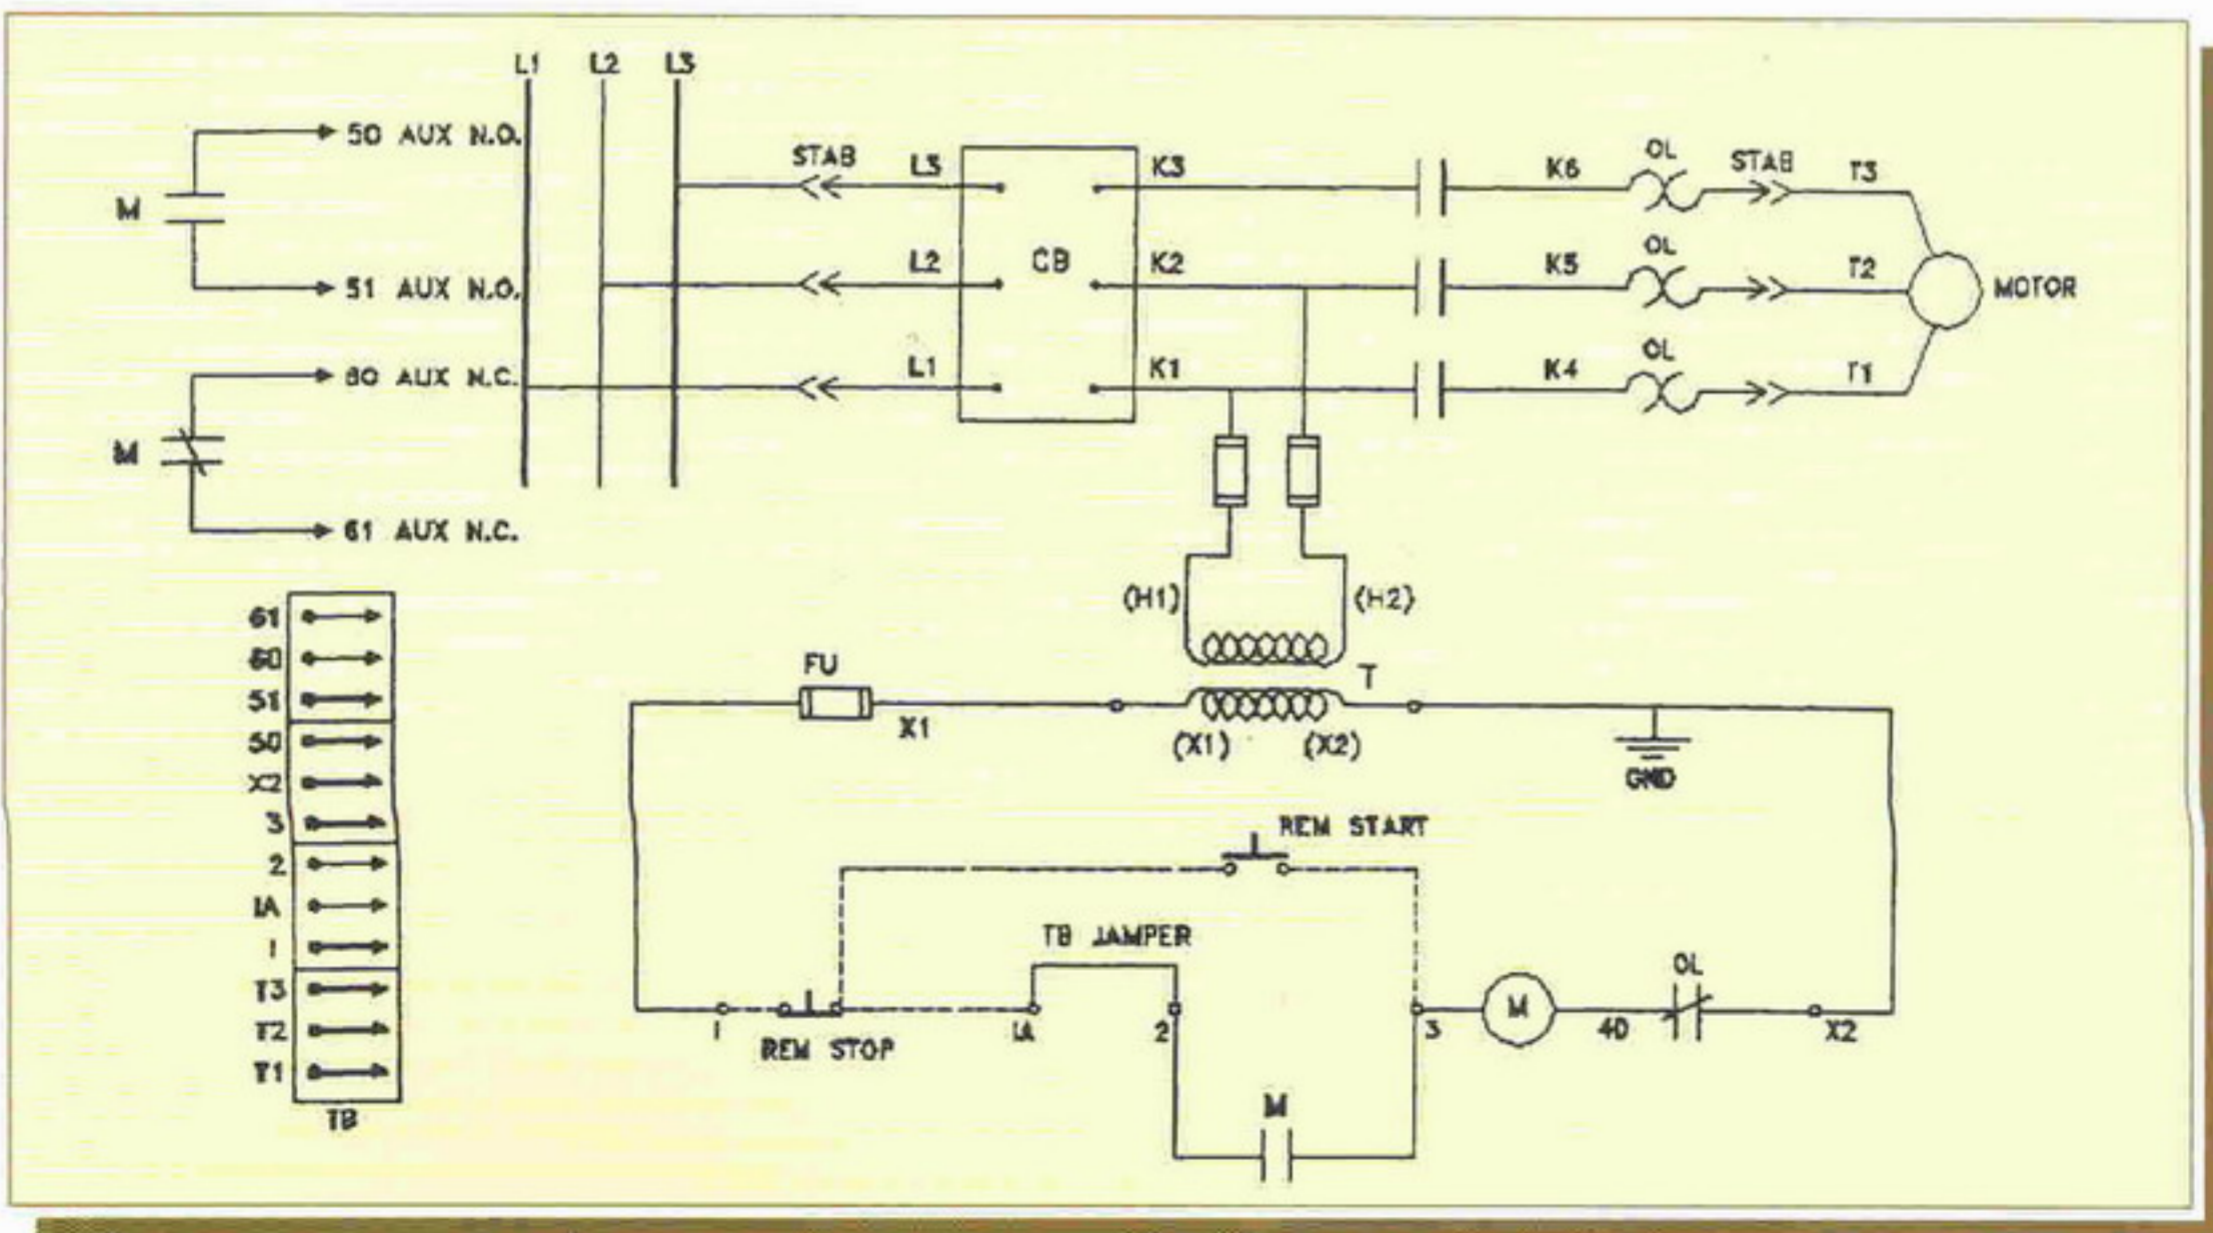 L1 L2 L3
50 AUX N.O.
M
51 AUX N.O.
60 AUX N.C.
M
61 AUX N.C.
STAB
L3
L2
L1
CB
K3
K2
K1
K6
K5
K4
OL
OL
OL
STAB
T3
T2
T1
MOTOR
(H1)
(H2)
T
FU
X1
(X1)
(X2)
GND
61
60
51
50
X2
3
2
1A
1
T3
T2
T1
TB
REM START
TB JAMPER
1
REM STOP
1A
2
3
M
40
OL
X2
M